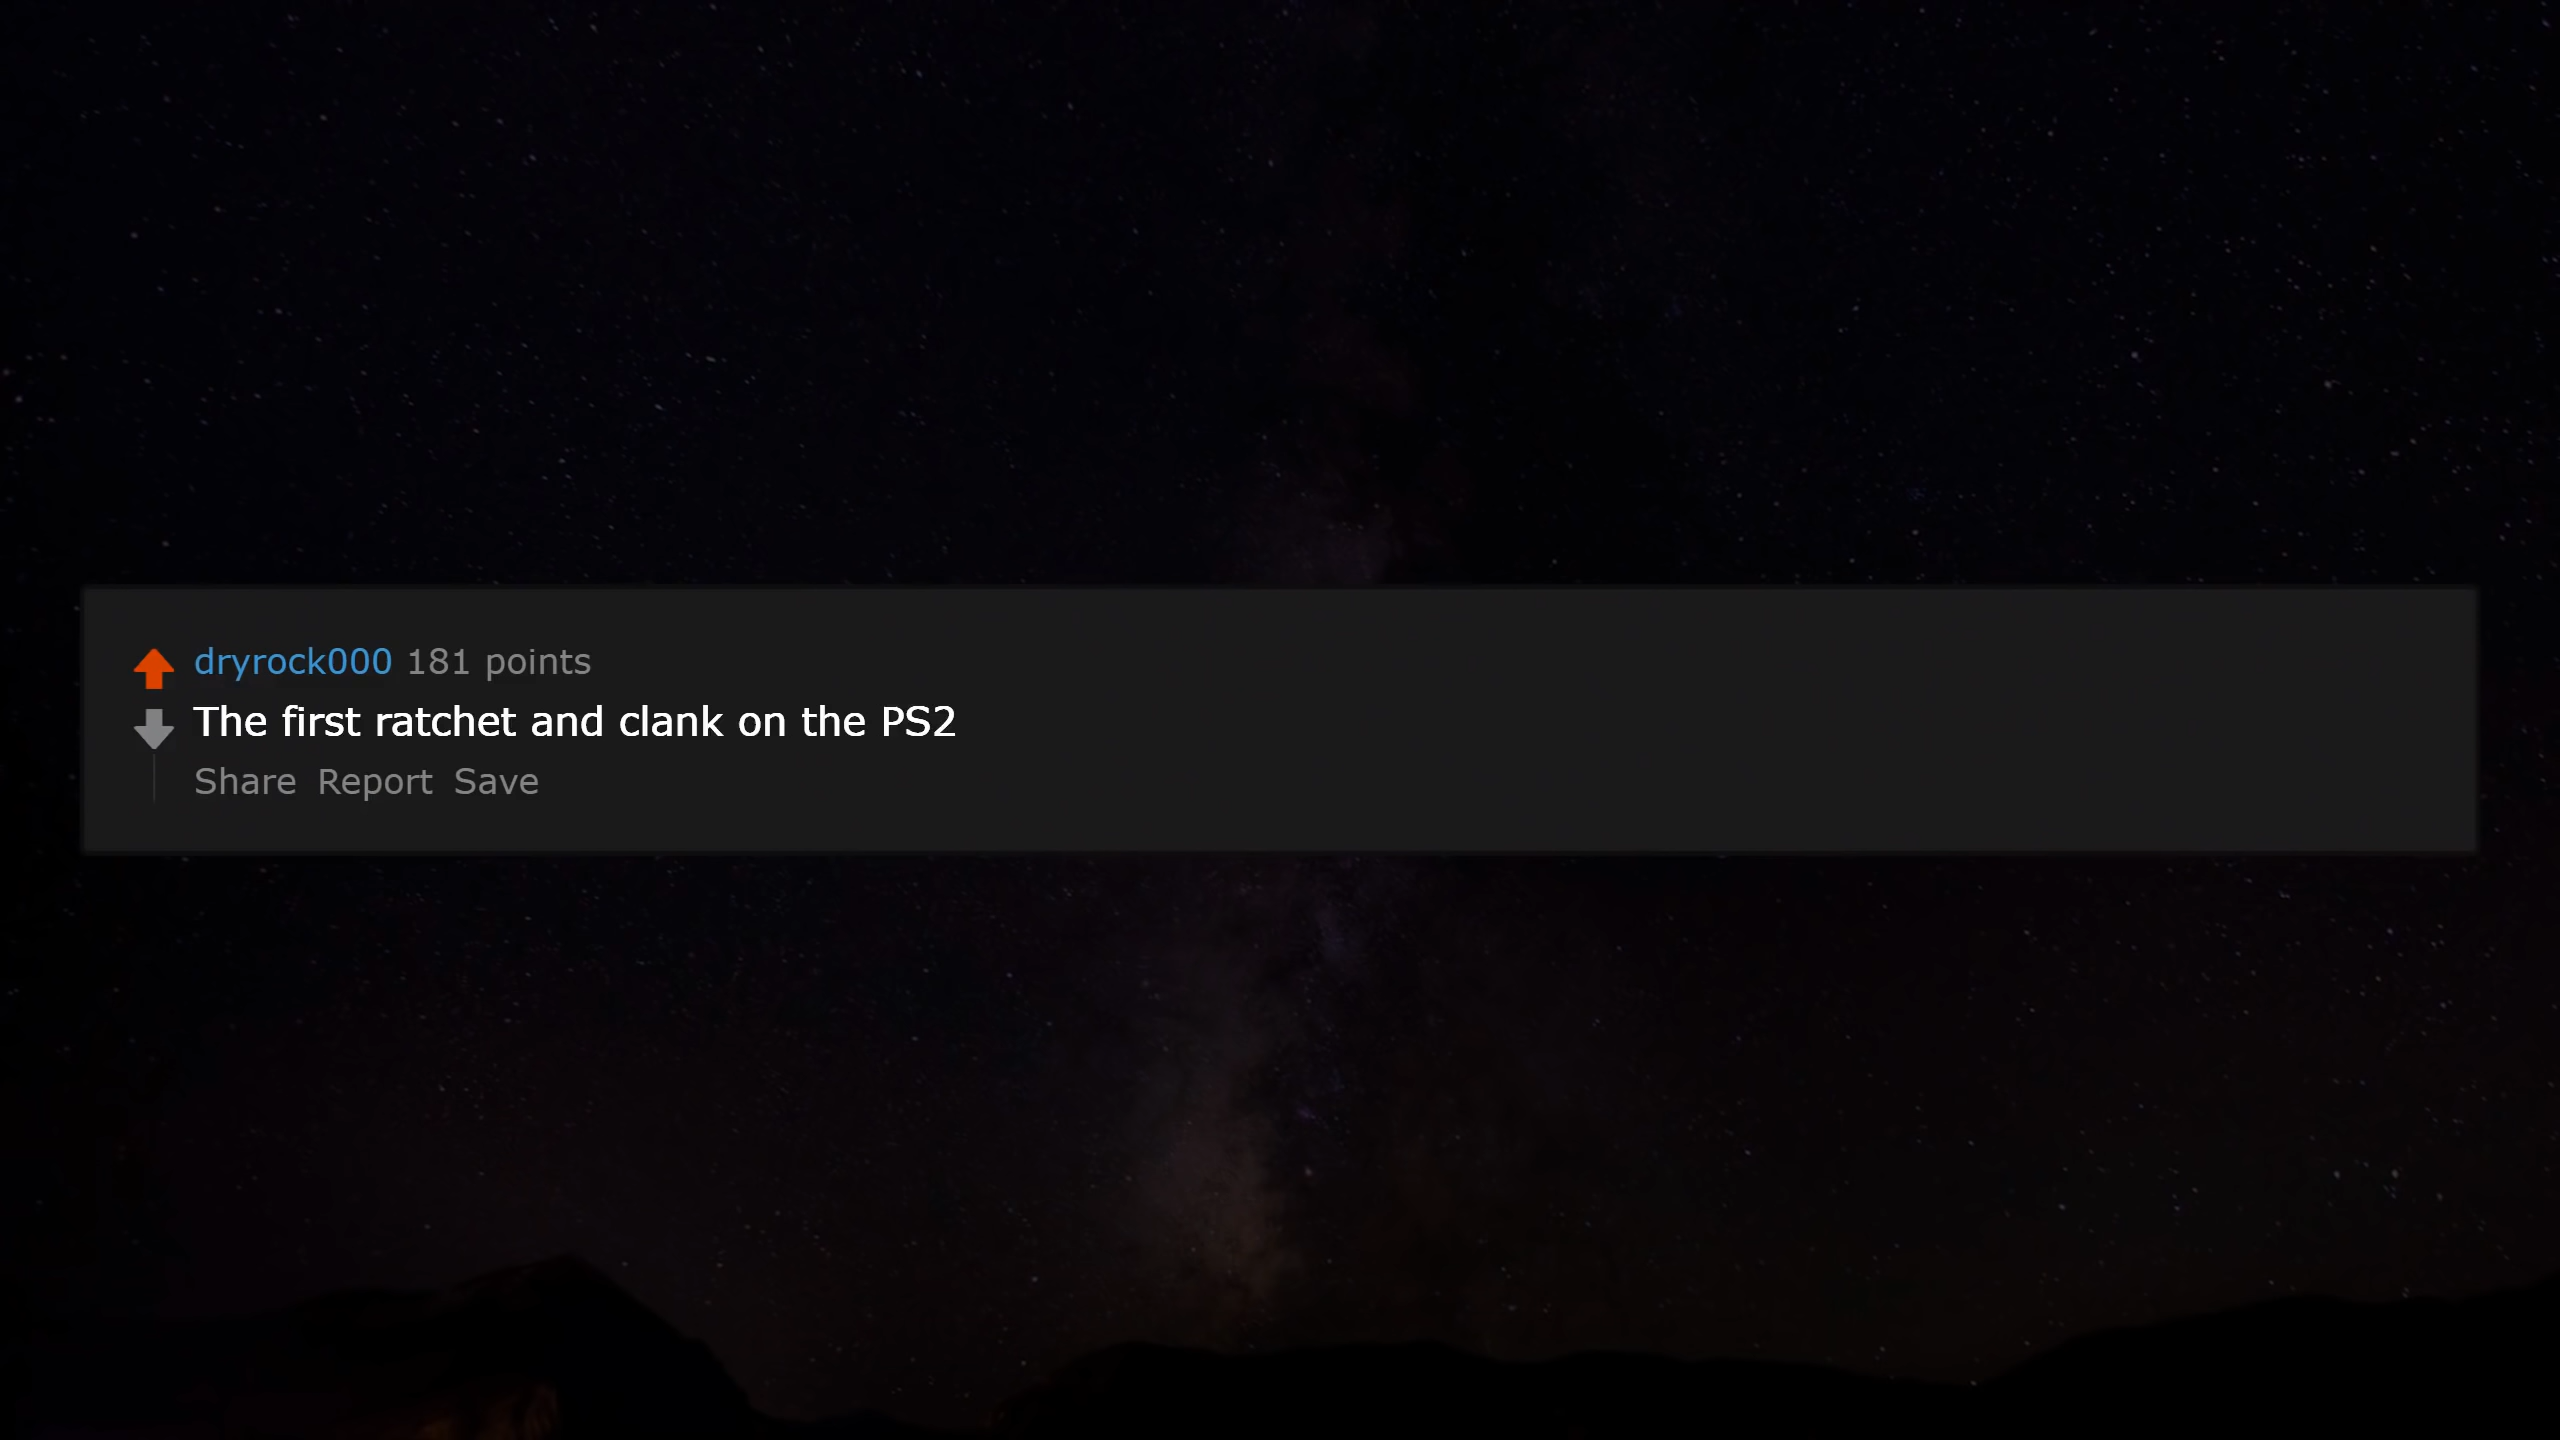 dryrock000 181 points
The first ratchet and clank on the PS2
Share Report Save